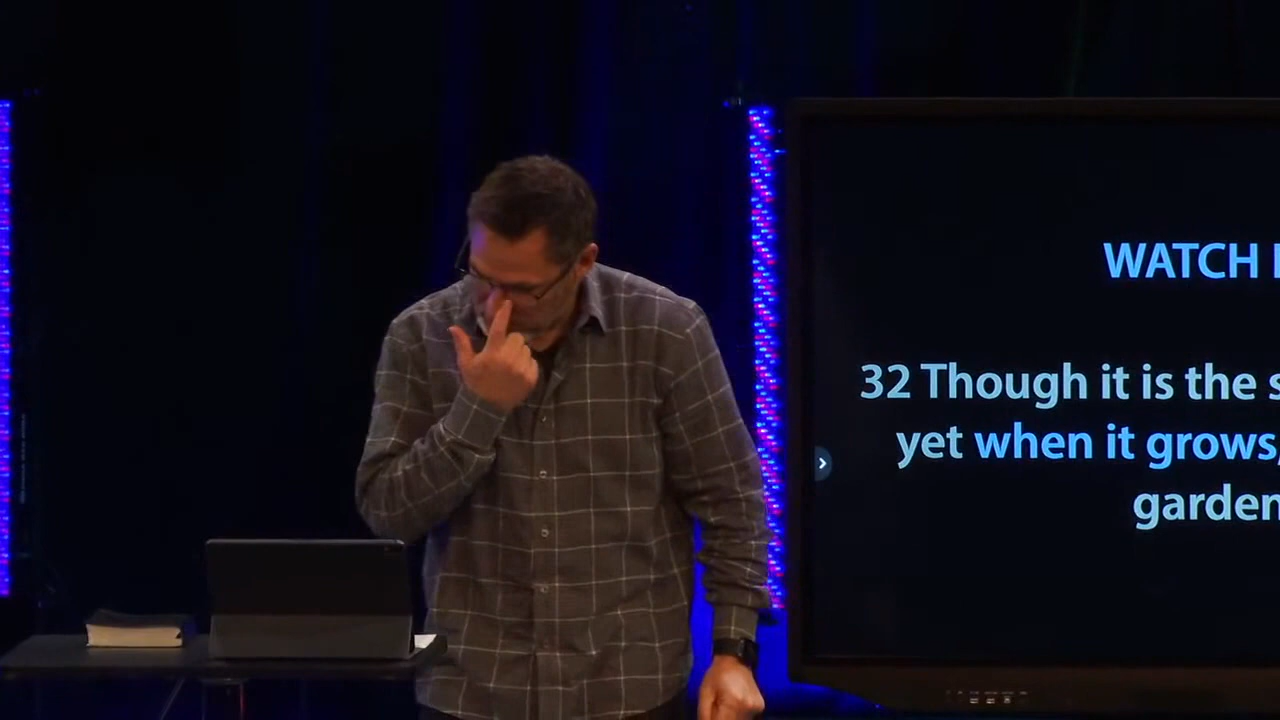 WATCH
32 Though it is the
yet when it grows,
garden